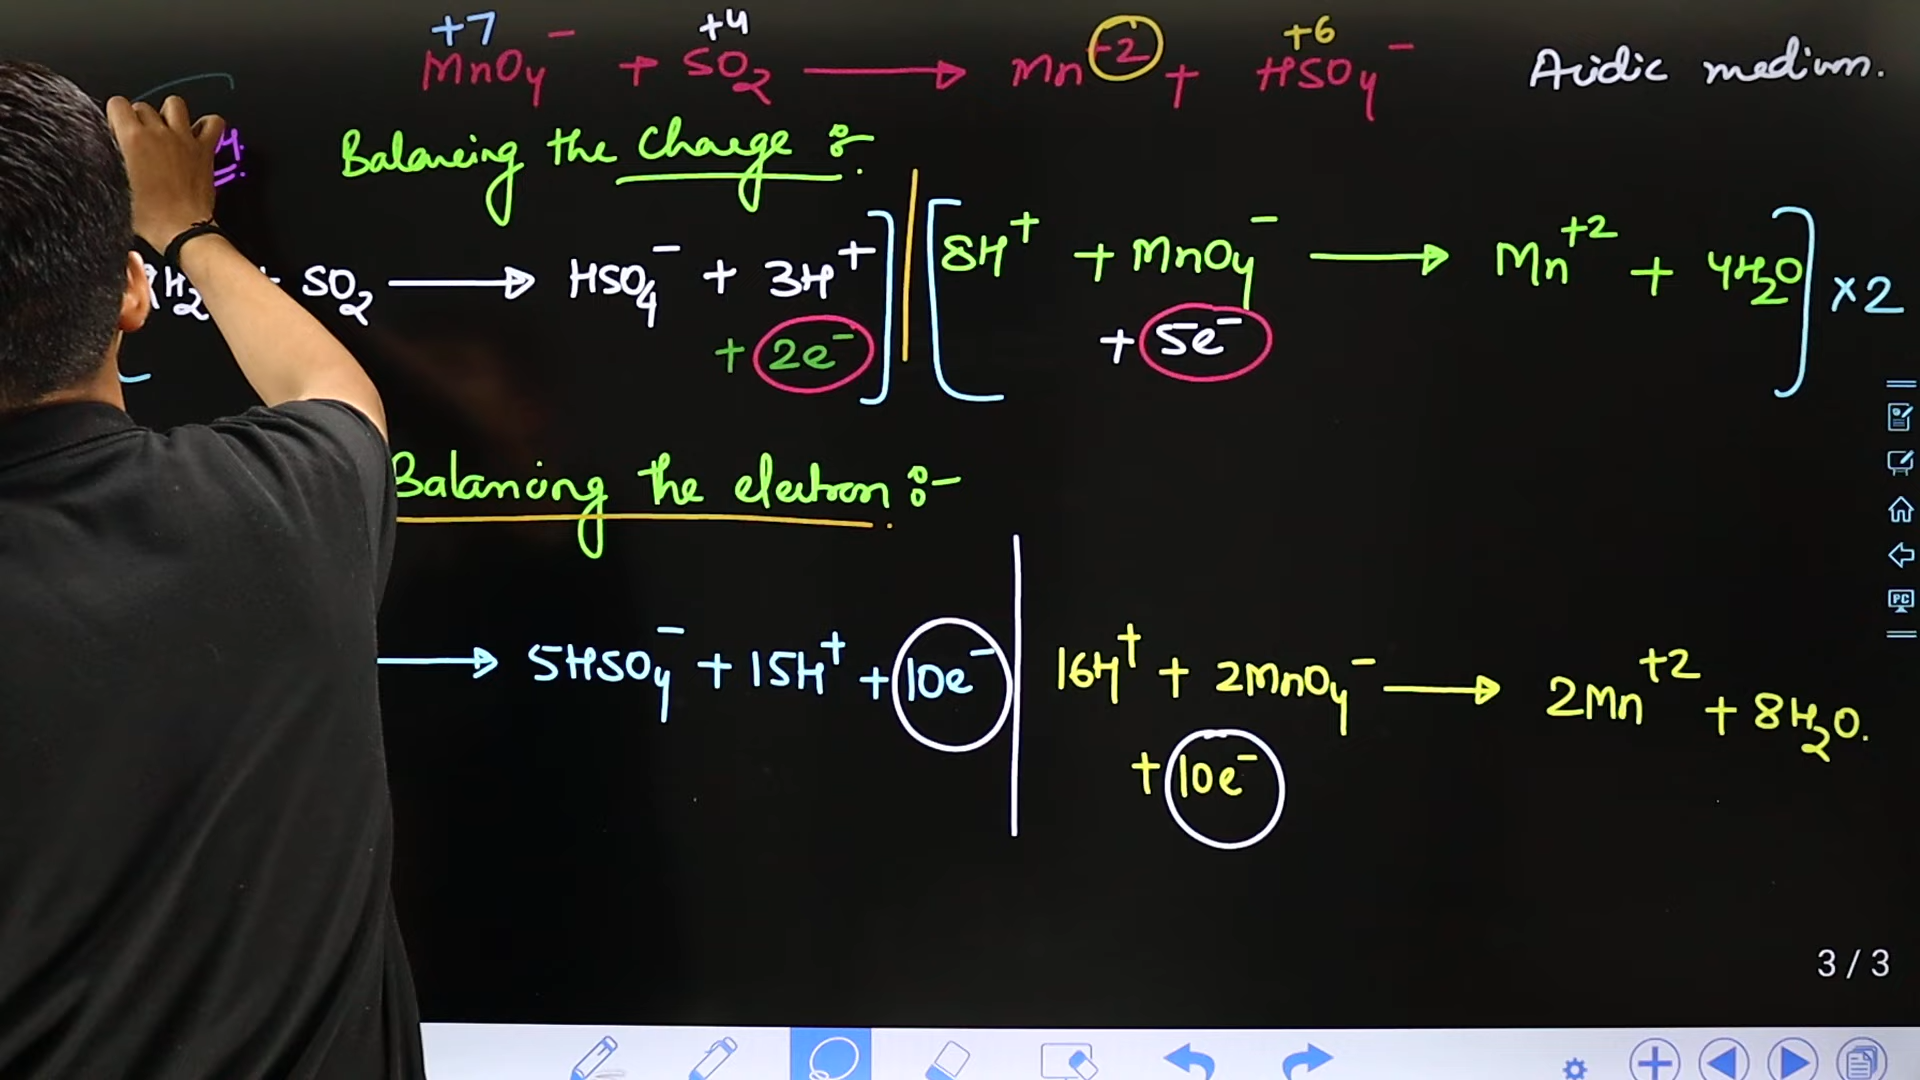 +7 +4 +6
MnO₄⁻ + SO₂ → Mn⁺² + HSO₄⁻ Acidic medium.
Balancing the charge :-
H₂ + SO₂ → HSO₄⁻ + 3H⁺ + 2e⁻ ] | [ 8H⁺ + MnO₄⁻ + 5e⁻ → Mn⁺² + 4H₂O ] ×2
Balancing the electron :-
→ 5HSO₄⁻ + 15H⁺ + 10e⁻ | 16H⁺ + 2MnO₄⁻ + 10e⁻ → 2Mn⁺² + 8H₂O.
3 / 3
PC